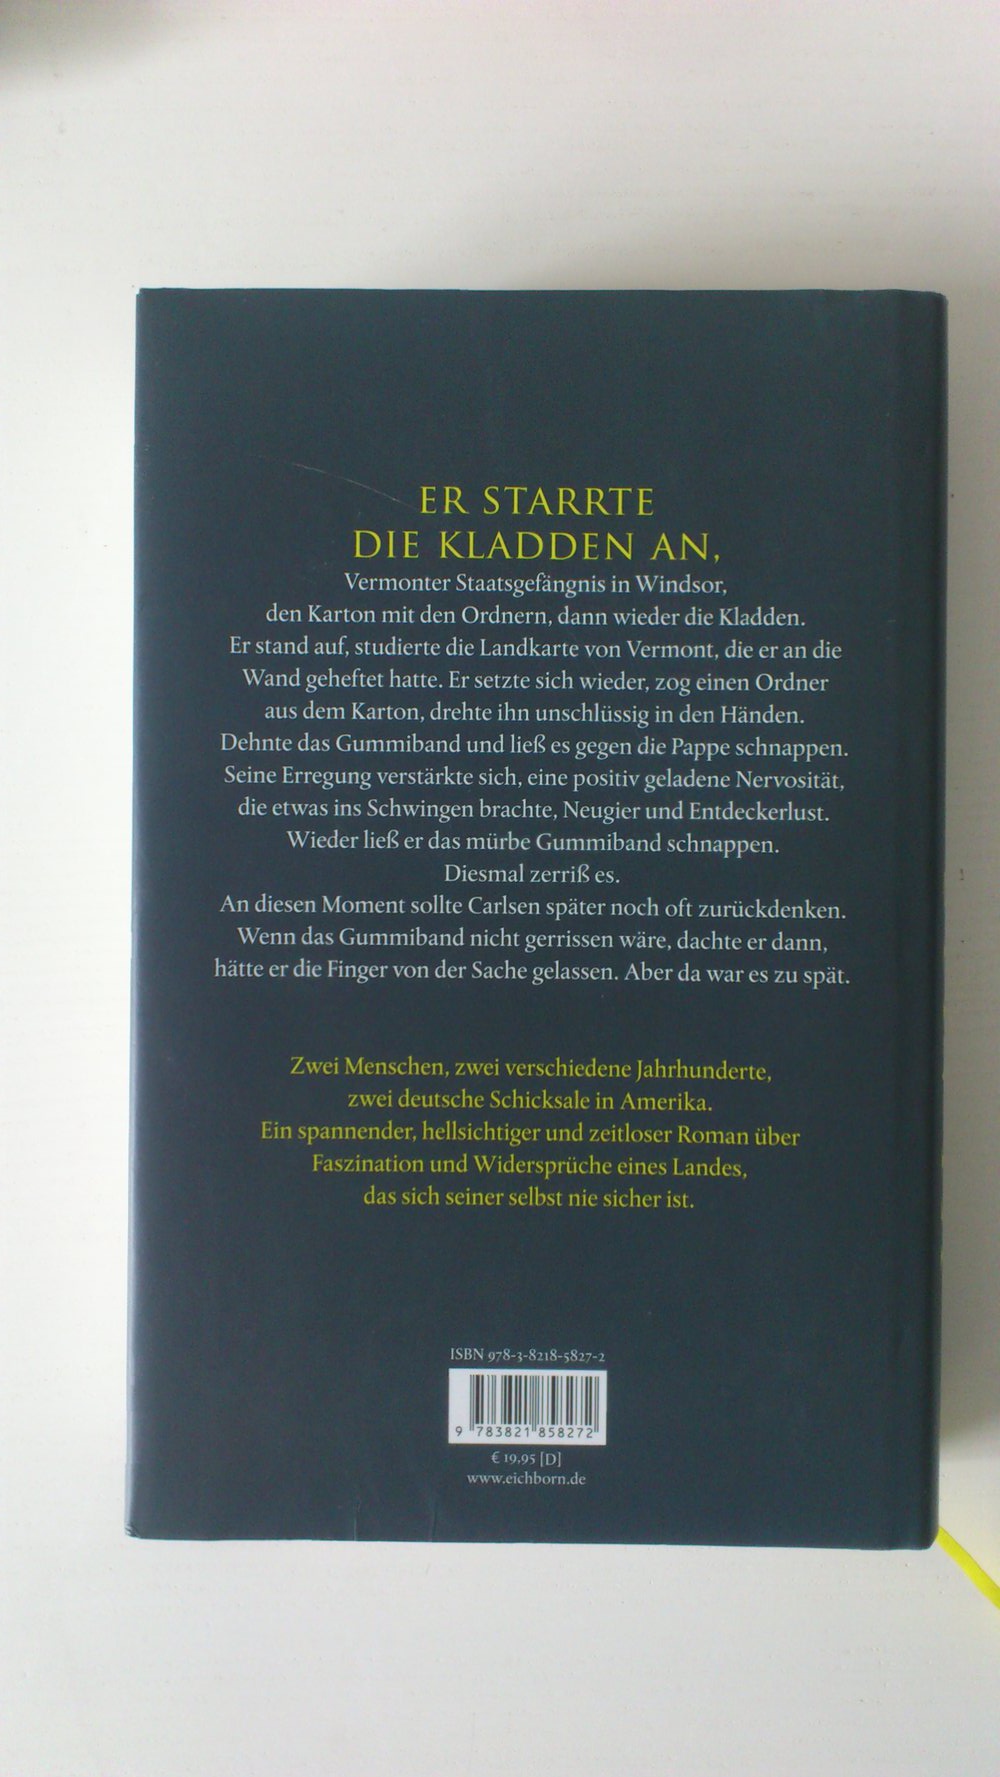 ER STARRTE
DIE KLADDEN AN,
Vermonter Staatsgefängnis in Windsor,
den Karton mit den Ordnern, dann wieder die Kladden.
Er stand auf, studierte die Landkarte von Vermont, die er an die
Wand geheftet hatte. Er setzte sich wieder, zog einen Ordner
aus dem Karton, drehte ihn unschlüssig in den Händen.
Dehnte das Gummiband und ließ es gegen die Pappe schnappen.
Seine Erregung verstärkte sich, eine positiv geladene Nervosität,
die etwas ins Schwingen brachte, Neugier und Entdeckerlust.
Wieder ließ er das mürbe Gummiband schnappen.
Diesmal zerriß es.
An diesen Moment sollte Carlsen später noch oft zurückdenken.
Wenn das Gummiband nicht gerrissen wäre, dachte er dann,
hätte er die Finger von der Sache gelassen. Aber da war es zu spät.
Zwei Menschen, zwei verschiedene Jahrhunderte,
zwei deutsche Schicksale in Amerika.
Ein spannender, hellsichtiger und zeitloser Roman über
Faszination und Widersprüche eines Landes,
das sich seiner selbst nie sicher ist.
ISBN 978-3-8218-5827-2
9 783821 858272
€ 19,95 [D]
www.eichborn.de